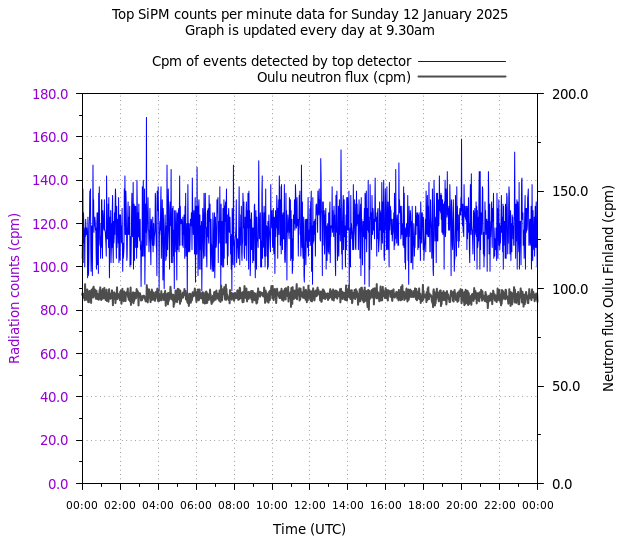 Top SiPM counts per minute data for Sunday 12 January 2025
Graph is updated every day at 9.30am
Cpm of events detected by top detector
Oulu neutron flux (cpm)
180.0
160.0
140.0
120.0
100.0
80.0
60.0
40.0
20.0
0.0
Radiation counts (cpm)
200.0
150.0
100.0
50.0
0.0
Neutron flux Oulu Finland (cpm)
00:00 02:00 04:00 06:00 08:00 10:00 12:00 14:00 16:00 18:00 20:00 22:00 00:00
Time (UTC)